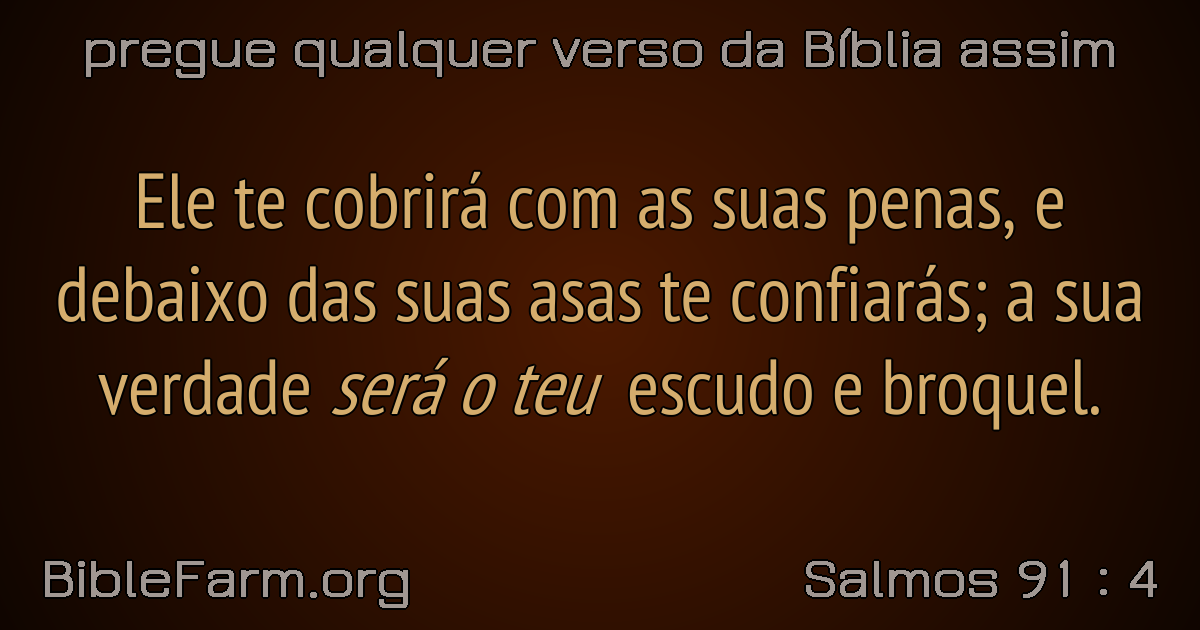 pregue qualquer verso da Bíblia assim
Ele te cobrirá com as suas penas, e
debaixo das suas asas te confiarás; a sua
verdade será o teu escudo e broquel.
BibleFarm.org
Salmos 91 : 4